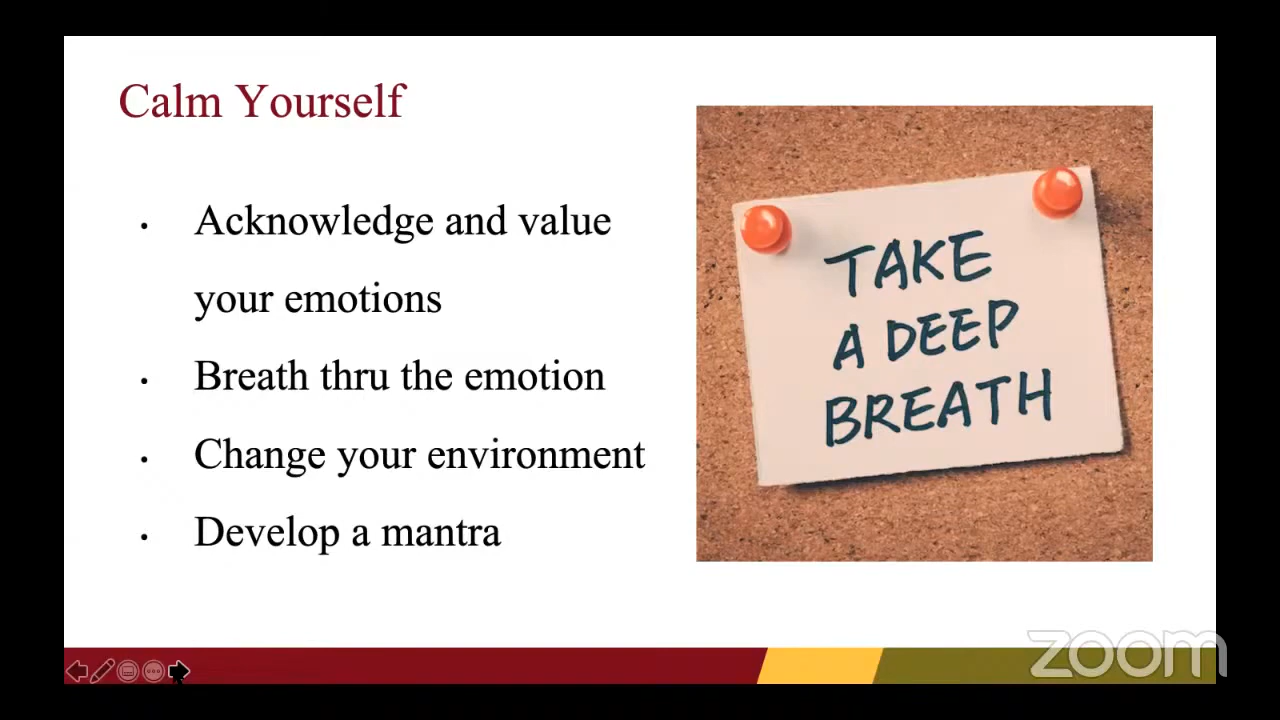 Calm Yourself
Acknowledge and value
your emotions
Breath thru the emotion
Change your environment
Develop a mantra
TAKE
A DEEP
BREATH
zoom